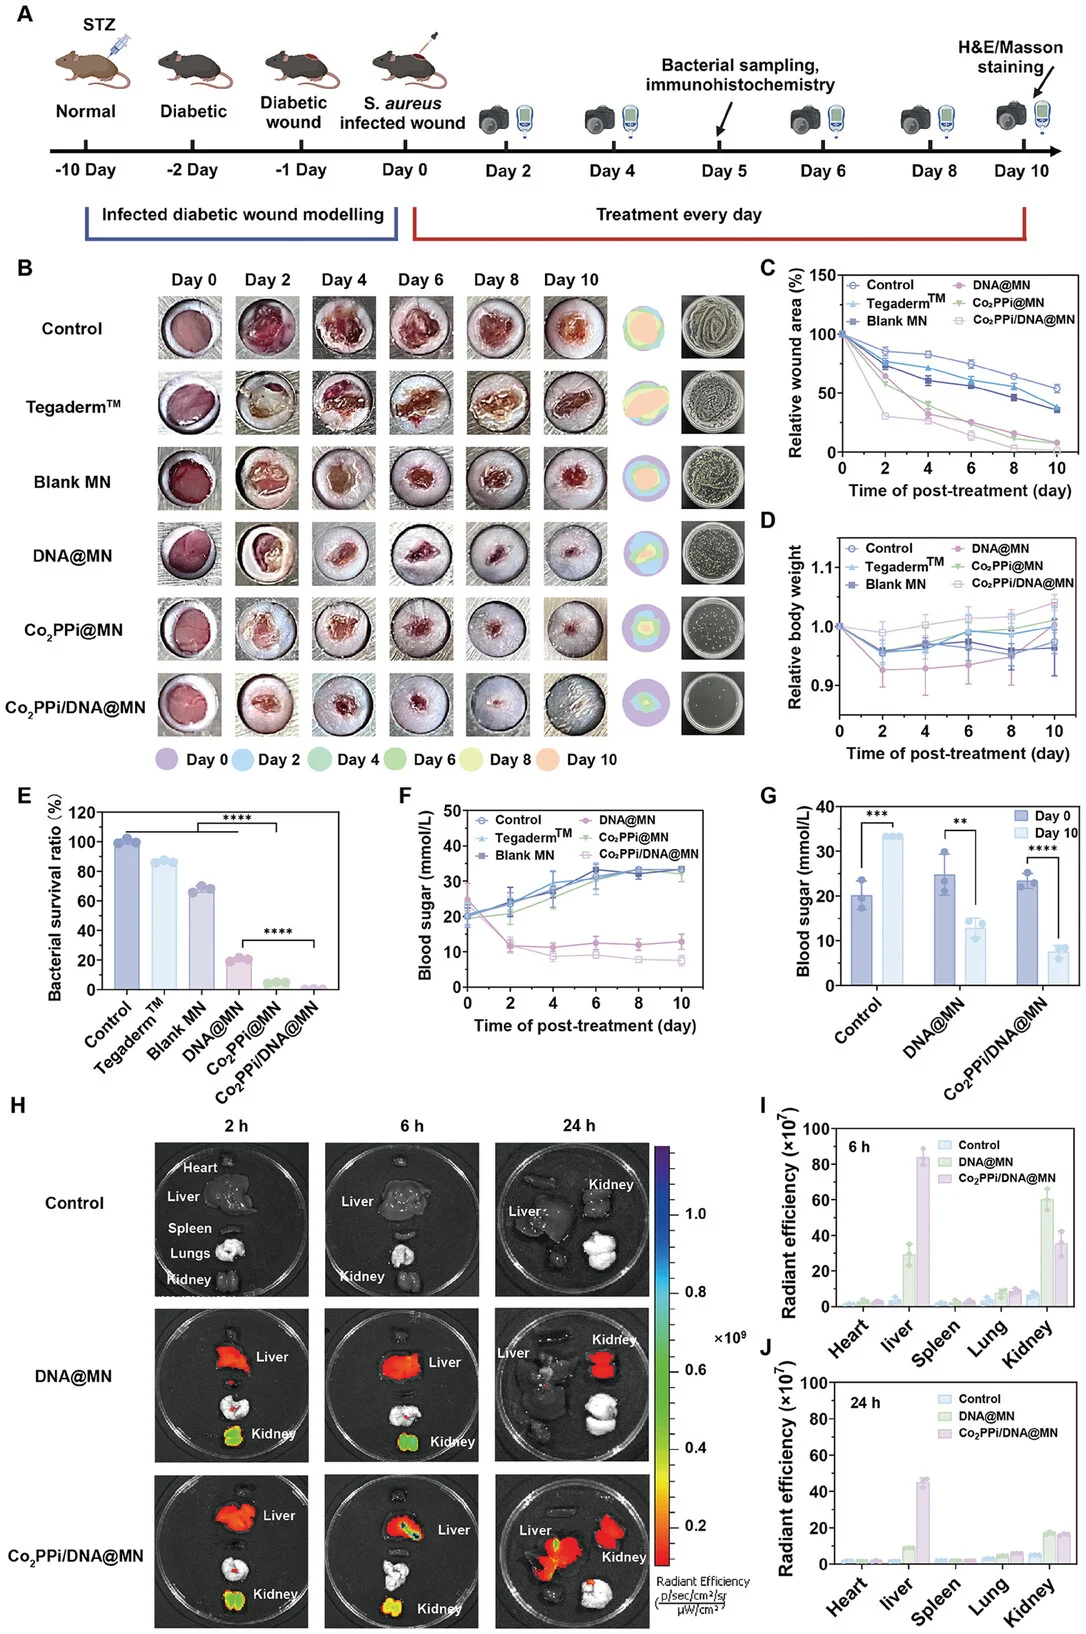 A
STZ
Normal
Diabetic
Diabetic
wound
S. aureus
infected wound
Bacterial sampling,
immunohistochemistry
H&E/Masson
staining
-10 Day
-2 Day
-1 Day
Day 0
Day 2
Day 4
Day 5
Day 6
Day 8
Day 10
Infected diabetic wound modelling
Treatment every day
B
Day 0
Day 2
Day 4
Day 6
Day 8
Day 10
Control
Tegaderm™
Blank MN
DNA@MN
Co₂PPi@MN
Co₂PPi/DNA@MN
Day 0
Day 2
Day 4
Day 6
Day 8
Day 10
C
Relative wound area (%)
150
100
50
0
Control
Tegaderm™
Blank MN
DNA@MN
Co₂PPi@MN
Co₂PPi/DNA@MN
0 2 4 6 8 10
Time of post-treatment (day)
D
Relative body weight
1.1
1.0
0.9
Control
Tegaderm™
Blank MN
DNA@MN
Co₂PPi@MN
Co₂PPi/DNA@MN
0 2 4 6 8 10
Time of post-treatment (day)
E
Bacterial survival ratio (%)
120
100
80
60
40
20
0
****
****
Control
Tegaderm™
Blank MN
DNA@MN
Co₂PPi@MN
Co₂PPi/DNA@MN
F
Blood sugar (mmol/L)
50
40
30
20
10
0
Control
Tegaderm™
Blank MN
DNA@MN
Co₂PPi@MN
Co₂PPi/DNA@MN
0 2 4 6 8 10
Time of post-treatment (day)
G
Blood sugar (mmol/L)
40
30
20
10
0
Day 0
Day 10
***
**
****
Control
DNA@MN
Co₂PPi/DNA@MN
H
2 h
6 h
24 h
Control
Heart
Liver
Spleen
Lungs
Kidney
Liver
Kidney
Kidney
Liver
DNA@MN
Liver
Kidney
Liver
Kidney
Liver
Kidney
Co₂PPi/DNA@MN
Liver
Kidney
Liver
Kidney
Liver
Kidney
1.0
0.8
×10⁹
0.6
0.4
0.2
Radiant Efficiency
(p/sec/cm²/sr
μW/cm²)
I
Radiant efficiency (×10⁷)
100
80
60
40
20
0
6 h
Control
DNA@MN
Co₂PPi/DNA@MN
Heart
liver
Spleen
Lung
Kidney
J
Radiant efficiency (×10⁷)
100
80
60
40
20
0
24 h
Control
DNA@MN
Co₂PPi/DNA@MN
Heart
liver
Spleen
Lung
Kidney